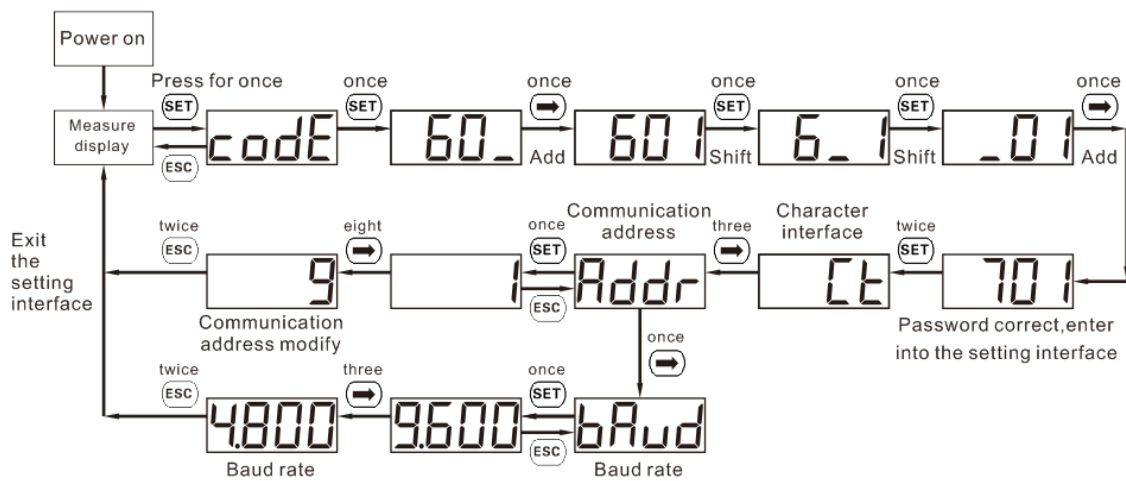 Power on
Press for once
once
once
once
once
once
SET
SET
➡
SET
SET
➡
Measure
display
codE
60_
601
6_1
_01
ESC
Add
Shift
Shift
Add
Exit
the
setting
interface
twice
eight
once
Communication
address
three
Character
interface
twice
ESC
➡
SET
➡
SET
9
1
Addr
Ct
701
ESC
Communication
address modify
Password correct,enter
into the setting interface
once
➡
twice
three
once
ESC
➡
SET
4.800
9.600
bAud
ESC
Baud rate
Baud rate